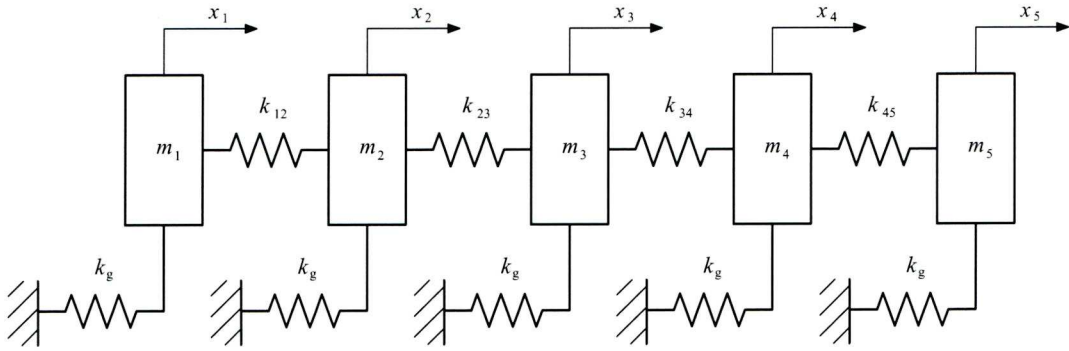 x1 x2 x3 x4 x5
k12 k23 k34 k45
m1 m2 m3 m4 m5
kg kg kg kg kg